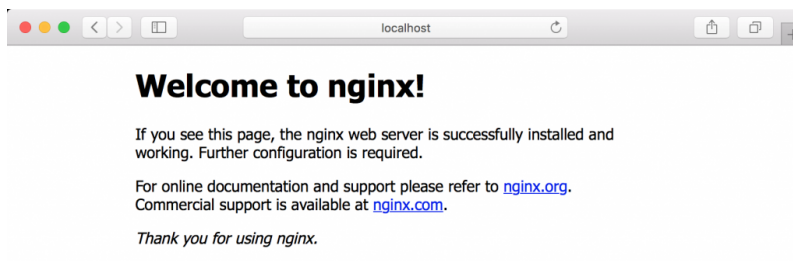 localhost
Welcome to nginx!
If you see this page, the nginx web server is successfully installed and
working. Further configuration is required.
For online documentation and support please refer to nginx.org.
Commercial support is available at nginx.com.
Thank you for using nginx.